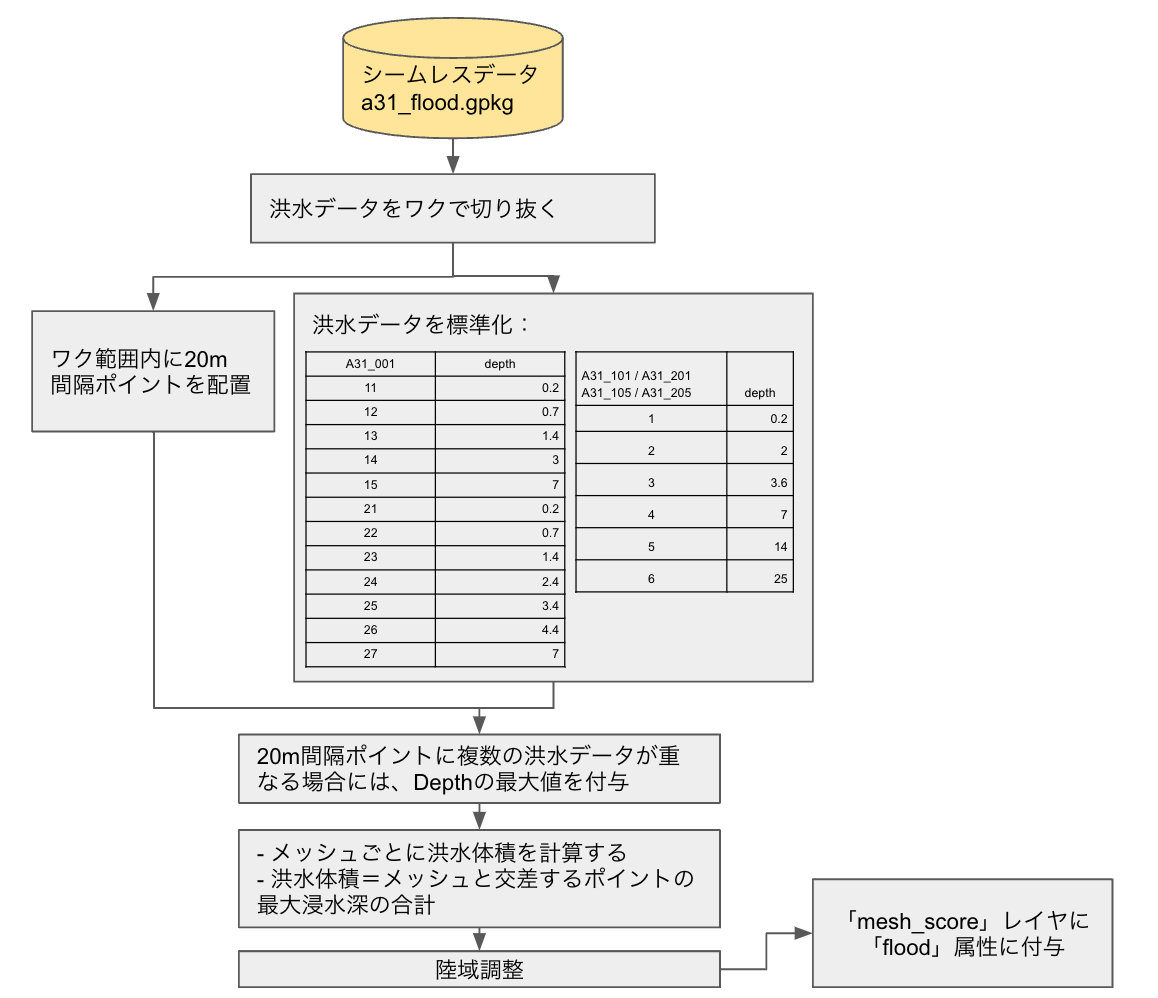 シームレスデータ
a31_flood.gpkg
洪水データをワクで切り抜く
ワク範囲内に20m
間隔ポイントを配置
洪水データを標準化：
A31_001 depth
11 0.2
12 0.7
13 1.4
14 3
15 7
21 0.2
22 0.7
23 1.4
24 2.4
25 3.4
26 4.4
27 7
A31_101 / A31_201
A31_105 / A31_205 depth
1 0.2
2 2
3 3.6
4 7
5 14
6 25
20m間隔ポイントに複数の洪水データが重
なる場合には、Depthの最大値を付与
- メッシュごとに洪水体積を計算する
- 洪水体積＝メッシュと交差するポイントの
最大浸水深の合計
陸域調整
「mesh_score」レイヤに
「flood」属性に付与